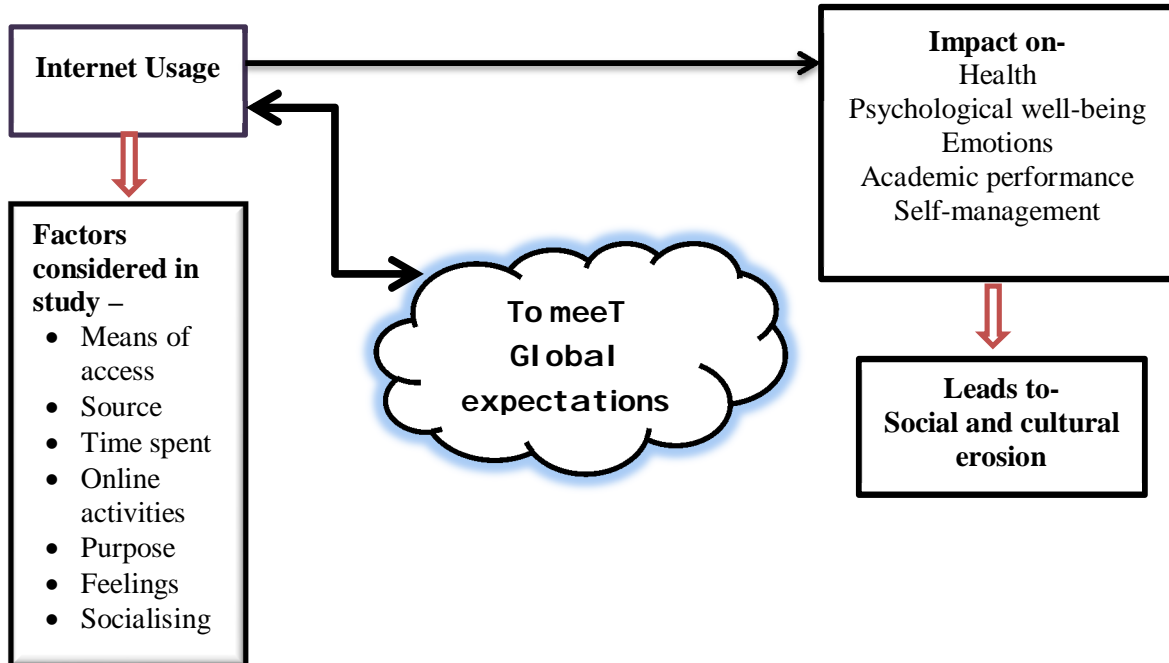 Internet Usage
Impact on-
Health
Psychological well-being
Emotions
Academic performance
Self-management
Factors
considered in
study –
• Means of
access
• Source
• Time spent
• Online
activities
• Purpose
• Feelings
• Socialising
To meeT
Global
expectations
Leads to-
Social and cultural
erosion